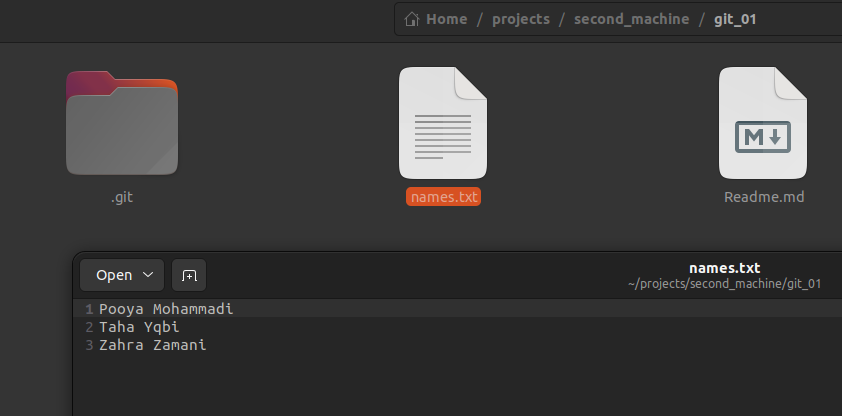 Home / projects / second_machine / git_01
.git
names.txt
Readme.md
Open
names.txt
~/projects/second_machine/git_01
1 Pooya Mohammadi
2 Taha Yqbi
3 Zahra Zamani